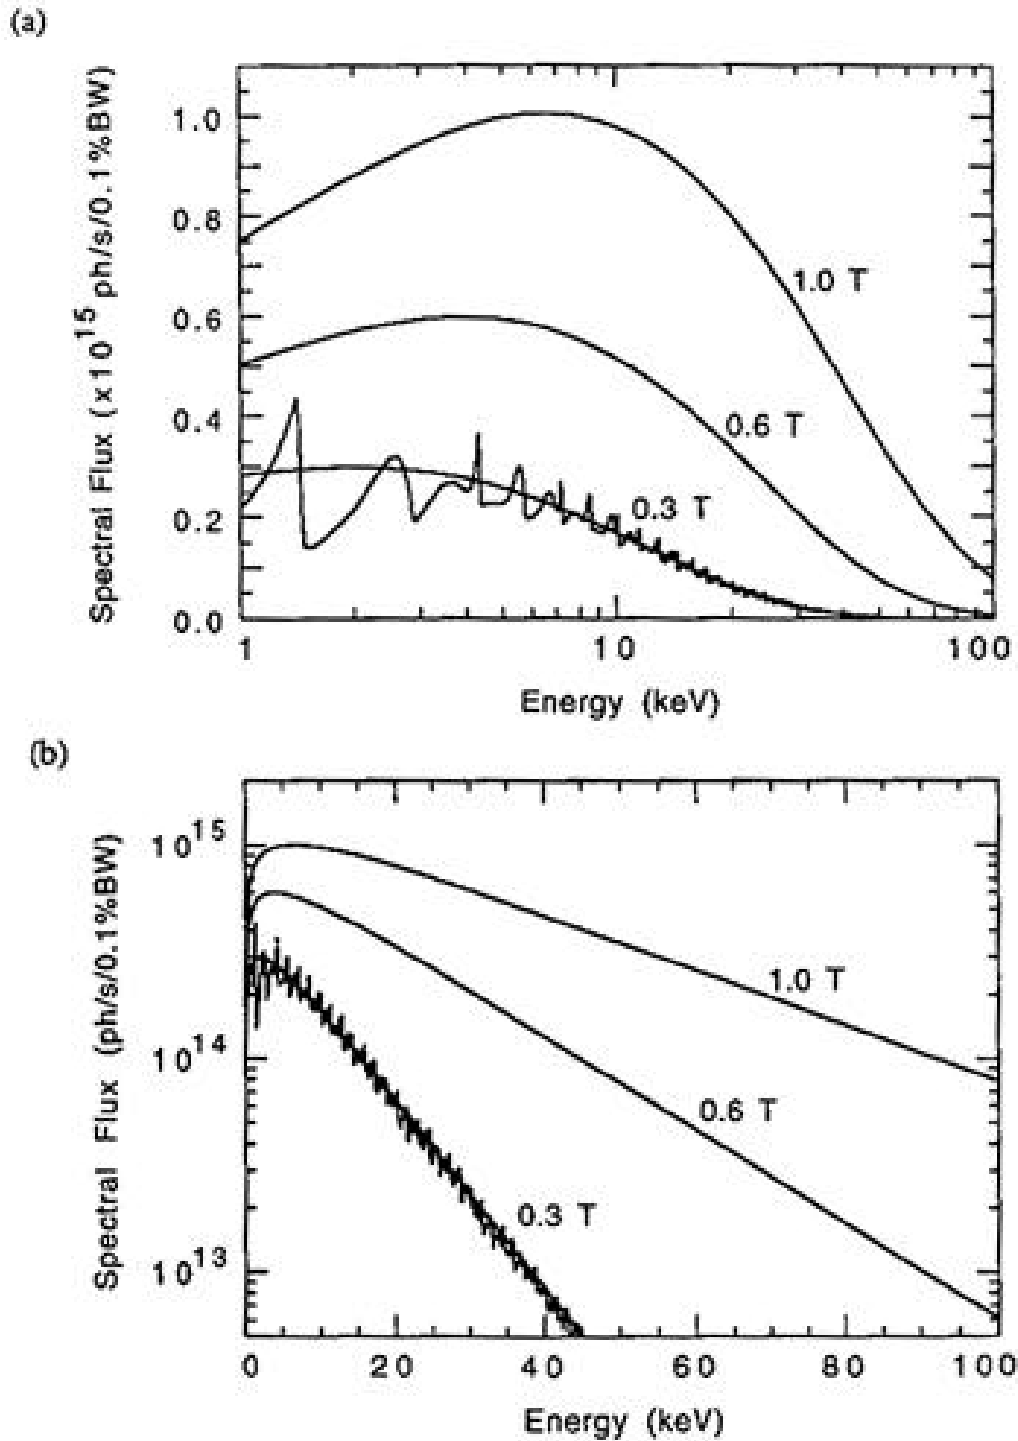 (a)
Spectral Flux (x10^15 ph/s/0.1%BW)
1.0
0.8
0.6
0.4
0.2
0.0
1.0 T
0.6 T
0.3 T
1 10 100
Energy (keV)
(b)
Spectral Flux (ph/s/0.1%BW)
10^15
10^14
10^13
1.0 T
0.6 T
0.3 T
0 20 40 60 80 100
Energy (keV)